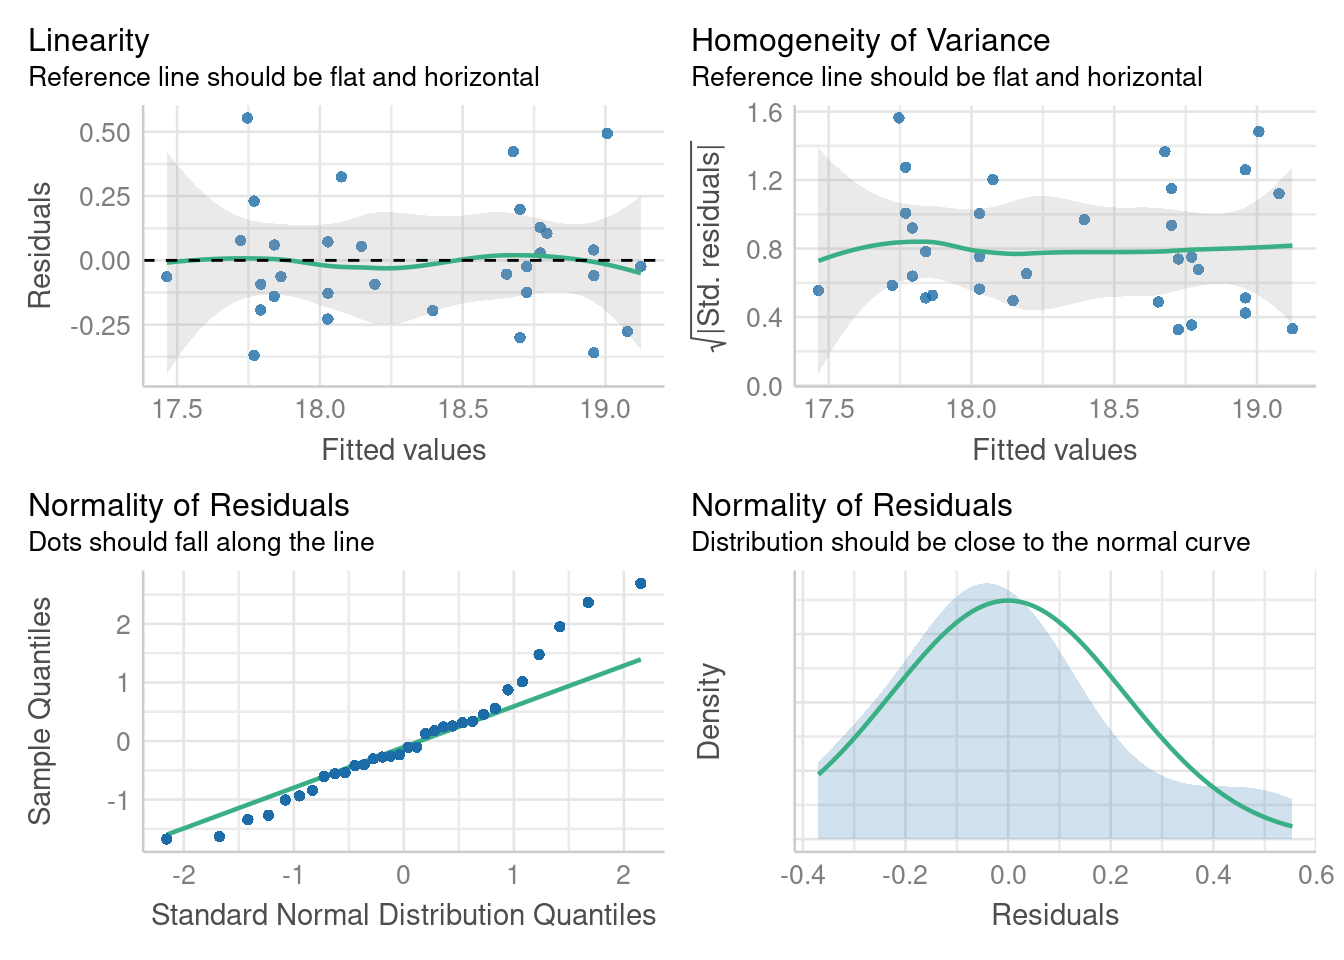 Linearity
Reference line should be flat and horizontal
0.50
0.25
0.00
-0.25
Residuals
17.5 18.0 18.5 19.0
Fitted values
Homogeneity of Variance
Reference line should be flat and horizontal
1.6
1.2
0.8
0.4
0.0
√|Std. residuals|
17.5 18.0 18.5 19.0
Fitted values
Normality of Residuals
Dots should fall along the line
2
1
0
-1
Sample Quantiles
-2 -1 0 1 2
Standard Normal Distribution Quantiles
Normality of Residuals
Distribution should be close to the normal curve
Density
-0.4 -0.2 0.0 0.2 0.4 0.6
Residuals